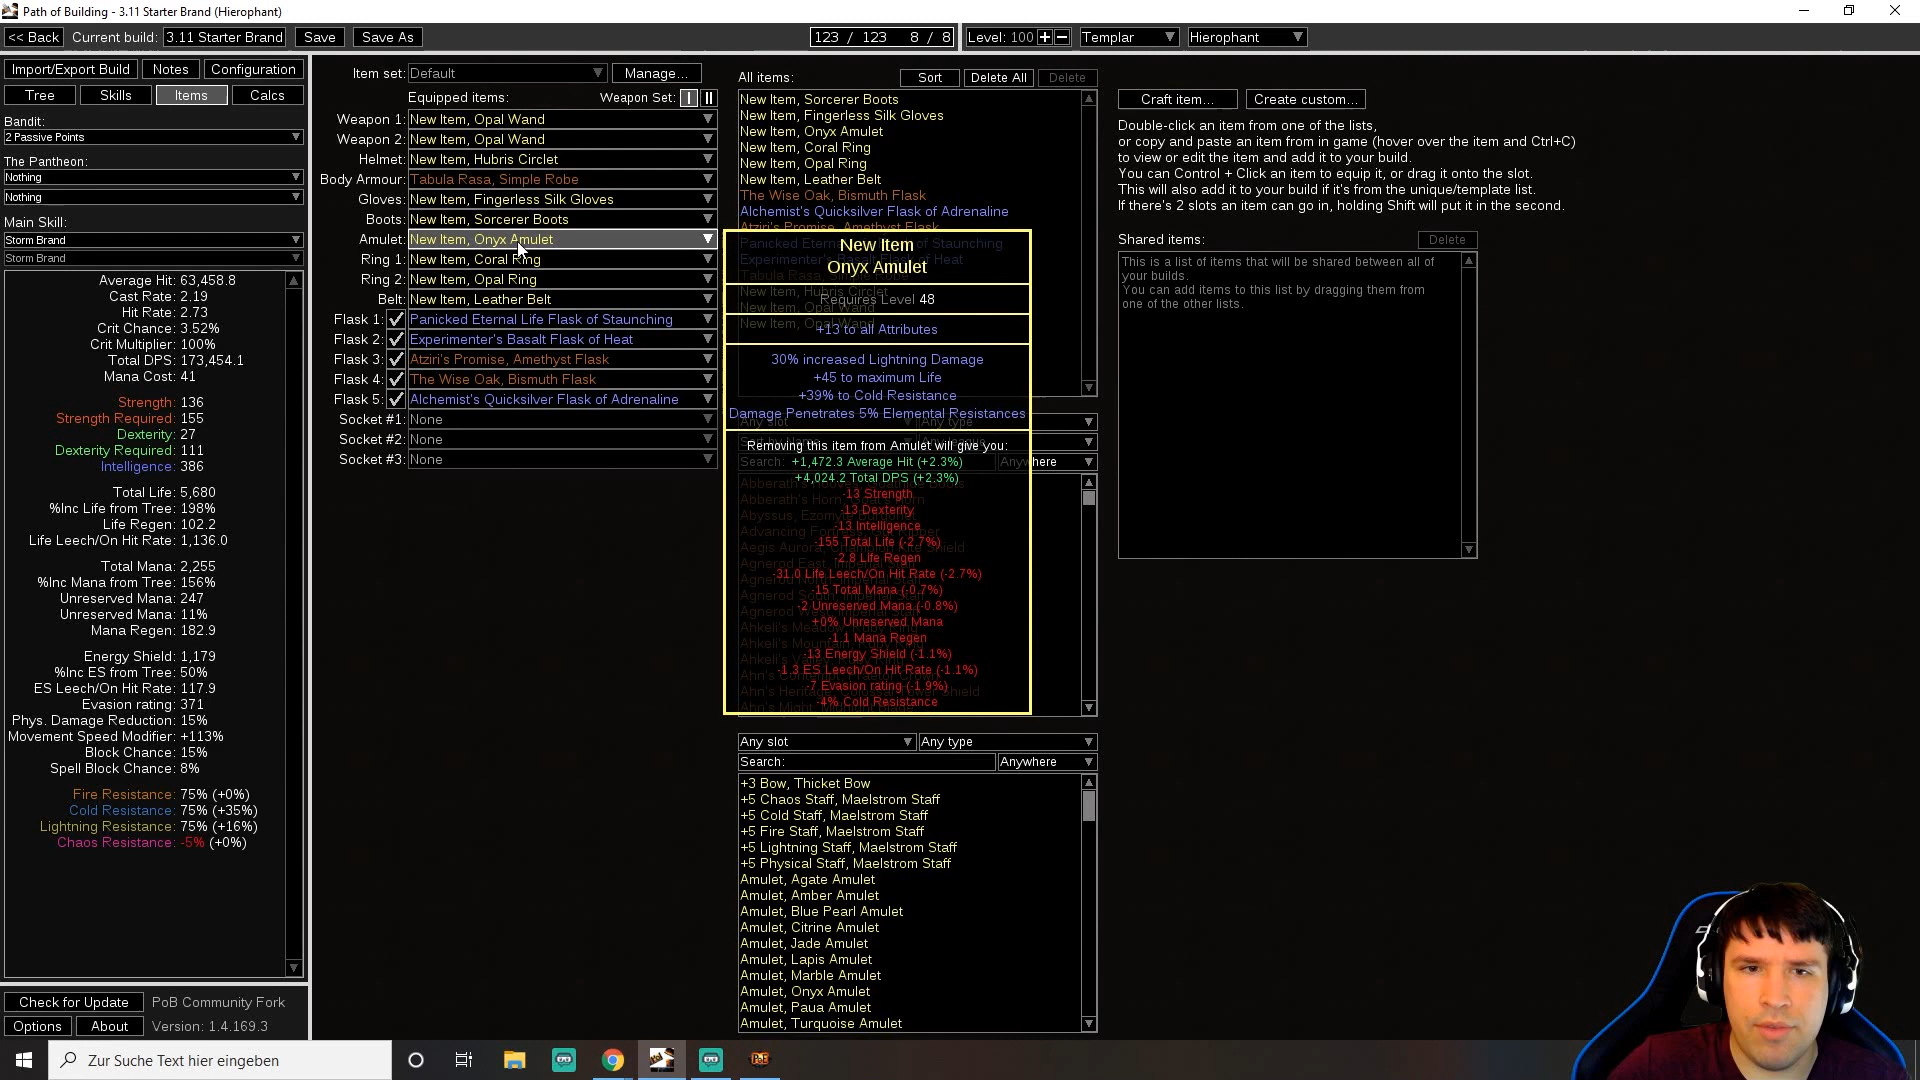 Path of Building - 3.11 Starter Brand (Hierophant)
<< Back Current build: 3.11 Starter Brand Save Save As 123 / 123 8 / 8 Level: 100 + − Templar Hierophant
Import/Export Build Notes Configuration
Tree Skills Items Calcs
Bandit:
2 Passive Points
The Pantheon:
Nothing
Nothing
Main Skill:
Storm Brand
Storm Brand
Average Hit: 63,458.8
Cast Rate: 2.19
Hit Rate: 2.73
Crit Chance: 3.52%
Crit Multiplier: 100%
Total DPS: 173,454.1
Mana Cost: 41
Strength: 136
Strength Required: 155
Dexterity: 27
Dexterity Required: 111
Intelligence: 386
Total Life: 5,680
%Inc Life from Tree: 198%
Life Regen: 102.2
Life Leech/On Hit Rate: 1,136.0
Total Mana: 2,255
%Inc Mana from Tree: 156%
Unreserved Mana: 247
Unreserved Mana: 11%
Mana Regen: 182.9
Energy Shield: 1,179
%Inc ES from Tree: 50%
ES Leech/On Hit Rate: 117.9
Evasion rating: 371
Phys. Damage Reduction: 15%
Movement Speed Modifier: +113%
Block Chance: 15%
Spell Block Chance: 8%
Fire Resistance: 75% (+0%)
Cold Resistance: 75% (+35%)
Lightning Resistance: 75% (+16%)
Chaos Resistance: -5% (+0%)
Check for Update PoB Community Fork
Options About Version: 1.4.169.3
Item set: Default Manage...
Equipped items: Weapon Set: I II
Weapon 1: New Item, Opal Wand
Weapon 2: New Item, Opal Wand
Helmet: New Item, Hubris Circlet
Body Armour: Tabula Rasa, Simple Robe
Gloves: New Item, Fingerless Silk Gloves
Boots: New Item, Sorcerer Boots
Amulet: New Item, Onyx Amulet
Ring 1: New Item, Coral Ring
Ring 2: New Item, Opal Ring
Belt: New Item, Leather Belt
Flask 1: Panicked Eternal Life Flask of Staunching
Flask 2: Experimenter's Basalt Flask of Heat
Flask 3: Atziri's Promise, Amethyst Flask
Flask 4: The Wise Oak, Bismuth Flask
Flask 5: Alchemist's Quicksilver Flask of Adrenaline
Socket #1: None
Socket #2: None
Socket #3: None
All items: Sort Delete All Delete
New Item, Sorcerer Boots
New Item, Fingerless Silk Gloves
New Item, Onyx Amulet
New Item, Coral Ring
New Item, Opal Ring
New Item, Leather Belt
The Wise Oak, Bismuth Flask
Alchemist's Quicksilver Flask of Adrenaline
Atziri's Promise, Amethyst Flask
New Item
Onyx Amulet
Requires Level 48
+13 to all Attributes
30% increased Lightning Damage
+45 to maximum Life
+39% to Cold Resistance
Damage Penetrates 5% Elemental Resistances
Removing this item from Amulet will give you:
+1,472.3 Average Hit (+2.3%)
+4,024.2 Total DPS (+2.3%)
-13 Strength
-13 Dexterity
-13 Intelligence
-155 Total Life (-2.7%)
-2.8 Life Regen
-31.0 Life Leech/On Hit Rate (-2.7%)
-15 Total Mana (-0.7%)
-2 Unreserved Mana (-0.8%)
+0% Unreserved Mana
-1.1 Mana Regen
-13 Energy Shield (-1.1%)
-1.3 ES Leech/On Hit Rate (-1.1%)
-7 Evasion rating (-1.9%)
-4% Cold Resistance
Any slot Any type
Search: Anywhere
+3 Bow, Thicket Bow
+5 Chaos Staff, Maelstrom Staff
+5 Cold Staff, Maelstrom Staff
+5 Fire Staff, Maelstrom Staff
+5 Lightning Staff, Maelstrom Staff
+5 Physical Staff, Maelstrom Staff
Amulet, Agate Amulet
Amulet, Amber Amulet
Amulet, Blue Pearl Amulet
Amulet, Citrine Amulet
Amulet, Jade Amulet
Amulet, Lapis Amulet
Amulet, Marble Amulet
Amulet, Onyx Amulet
Amulet, Paua Amulet
Amulet, Turquoise Amulet
Craft item... Create custom...
Double-click an item from one of the lists,
or copy and paste an item from in game (hover over the item and Ctrl+C)
to view or edit the item and add it to your build.
You can Control + Click an item to equip it, or drag it onto the slot.
This will also add it to your build if it's from the unique/template list.
If there's 2 slots an item can go in, holding Shift will put it in the second.
Shared items: Delete
This is a list of items that will be shared between all of
your builds.
You can add items to this list by dragging them from
one of the other lists.
Zur Suche Text hier eingeben
PoE